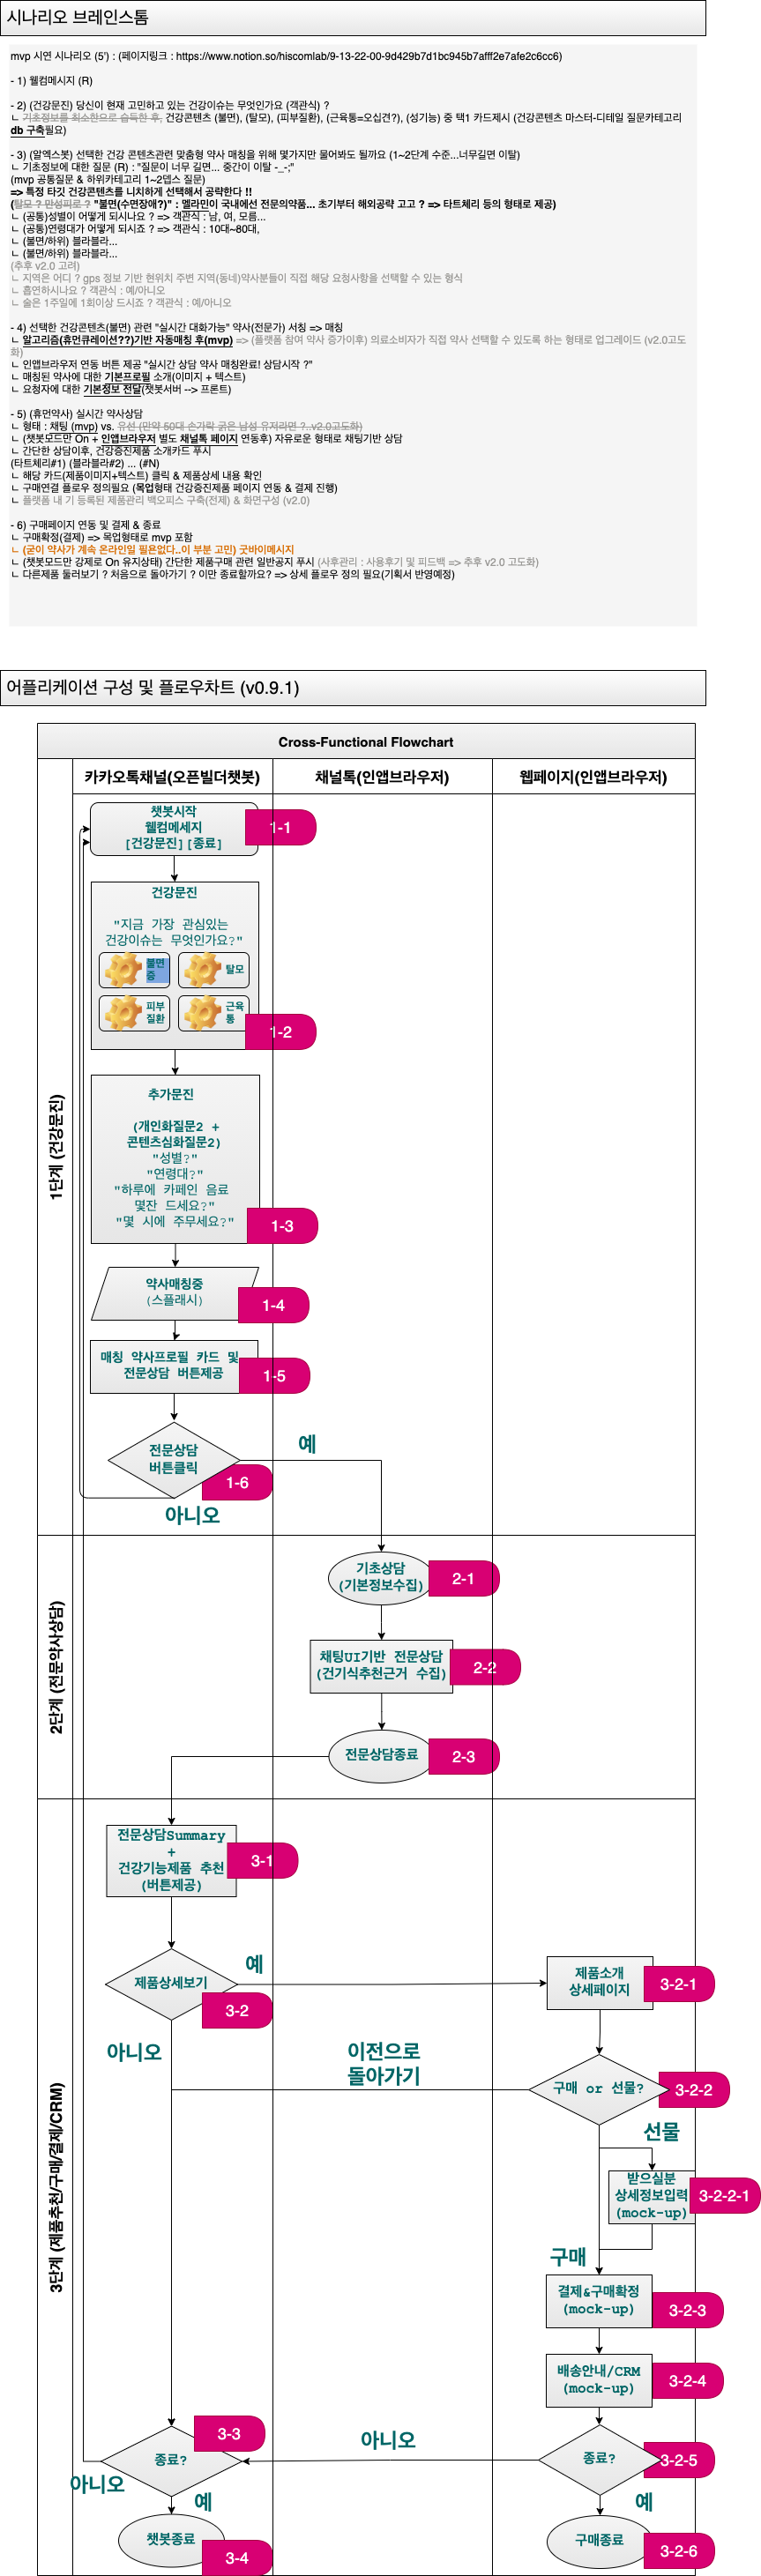 시나리오 브레인스톰
mvp 시연 시나리오 (5') : (페이지링크 : https://www.notion.so/hiscomlab/9-13-22-00-9d429b7d1bc945b7afff2e7afe2c6cc6)
- 1) 웰컴메시지 (R)
- 2) (건강문진) 당신이 현재 고민하고 있는 건강이슈는 무엇인가요 (객관식) ?
ㄴ 기초정보를 최소한으로 습득한 후, 건강콘텐츠 (불면), (탈모), (피부질환), (근육통=오십견?), (성기능) 중 택1 카드제시 (건강콘텐츠 마스터-디테일 질문카테고리
db 구축필요)
- 3) (알엑스봇) 선택한 건강 콘텐츠관련 맞춤형 약사 매칭을 위해 몇가지만 물어봐도 될까요 (1~2단계 수준...너무길면 이탈)
ㄴ 기초정보에 대한 질문 (R) : "질문이 너무 길면... 중간이 이탈 -_-;"
(mvp 공통질문 & 하위카테고리 1~2뎁스 질문)
=> 특정 타깃 건강콘텐츠를 니치하게 선택해서 공략한다 !!
(탈모 ? 만성피로 ? "불면(수면장애?)" : 멜라민이 국내에선 전문의약품... 초기부터 해외공략 고고 ? => 타트체리 등의 형태로 제공)
ㄴ (공통)성별이 어떻게 되시나요 ? => 객관식 : 남, 여, 모름...
ㄴ (공통)연령대가 어떻게 되시죠 ? => 객관식 : 10대~80대,
ㄴ (불면/하위) 블라블라...
ㄴ (불면/하위) 블라블라...
(추후 v2.0 고려)
ㄴ 지역은 어디 ? gps 정보 기반 현위치 주변 지역(동네)약사분들이 직접 해당 요청사항을 선택할 수 있는 형식
ㄴ 흡연하시나요 ? 객관식 : 예/아니오
ㄴ 술은 1주일에 1회이상 드시죠 ? 객관식 : 예/아니오
- 4) 선택한 건강콘텐츠(불면) 관련 "실시간 대화가능" 약사(전문가) 서칭 => 매칭
ㄴ 알고리즘(휴먼큐레이션??)기반 자동매칭 후(mvp) => (플랫폼 참여 약사 증가이후) 의료소비자가 직접 약사 선택할 수 있도록 하는 형태로 업그레이드 (v2.0고도
화)
ㄴ 인앱브라우저 연동 버튼 제공 "실시간 상담 약사 매칭완료! 상담시작 ?"
ㄴ 매칭된 약사에 대한 기본프로필 소개(이미지 + 텍스트)
ㄴ 요청자에 대한 기본정보 전달(챗봇서버 --> 프론트)
- 5) (휴먼약사) 실시간 약사상담
ㄴ 형태 : 채팅 (mvp) vs. 유선 (만약 50대 손가락 굵은 남성 유저라면 ?..v2.0고도화)
ㄴ (챗봇모드만 On + 인앱브라우저 별도 채널톡 페이지 연동후) 자유로운 형태로 채팅기반 상담
ㄴ 간단한 상담이후, 건강증진제품 소개카드 푸시
(타트체리#1) (블라블라#2) ... (#N)
ㄴ 해당 카드(제품이미지+텍스트) 클릭 & 제품상세 내용 확인
ㄴ 구매연결 플로우 정의필요 (목업형태 건강증진제품 페이지 연동 & 결제 진행)
ㄴ 플랫폼 내 기 등록된 제품관리 백오피스 구축(전제) & 화면구성 (v2.0)
- 6) 구매페이지 연동 및 결제 & 종료
ㄴ 구매확정(결제) => 목업형태로 mvp 포함
ㄴ (굳이 약사가 계속 온라인일 필욘없다..이 부분 고민) 굿바이메시지
ㄴ (챗봇모드만 강제로 On 유지상태) 간단한 제품구매 관련 일반공지 푸시 (사후관리 : 사용후기 및 피드백 => 추후 v2.0 고도화)
ㄴ 다른제품 둘러보기 ? 처음으로 돌아가기 ? 이만 종료할까요? => 상세 플로우 정의 필요(기획서 반영예정)
어플리케이션 구성 및 플로우차트 (v0.9.1)
Cross-Functional Flowchart
카카오톡채널(오픈빌더챗봇)
채널톡(인앱브라우저)
웹페이지(인앱브라우저)
1단계 (건강문진)
챗봇시작
웰컴메세지
[건강문진][종료]
1-1
건강문진
"지금 가장 관심있는
건강이슈는 무엇인가요?"
불면
증
탈모
피부
질환
근육
통
1-2
추가문진
(개인화질문2 +
콘텐츠심화질문2)
"성별?"
"연령대?"
"하루에 카페인 음료
몇잔 드세요?"
"몇 시에 주무세요?"
1-3
약사매칭중
(스플래시)
1-4
매칭 약사프로필 카드 및
전문상담 버튼제공
1-5
전문상담
버튼클릭
1-6
예
아니오
2단계 (전문약사상담)
기초상담
(기본정보수집)
2-1
채팅UI기반 전문상담
(건기식추천근거 수집)
2-2
전문상담종료
2-3
3단계 (제품추천/구매/결제/CRM)
전문상담Summary
+
건강기능제품 추천
(버튼제공)
3-1
제품상세보기
3-2
예
아니오
제품소개
상세페이지
3-2-1
이전으로
돌아가기
구매 or 선물?
3-2-2
선물
받으실분
상세정보입력
(mock-up)
3-2-2-1
구매
결제&구매확정
(mock-up)
3-2-3
배송안내/CRM
(mock-up)
3-2-4
3-3
종료?
아니오
아니오
종료?
3-2-5
예
예
챗봇종료
3-4
구매종료
3-2-6